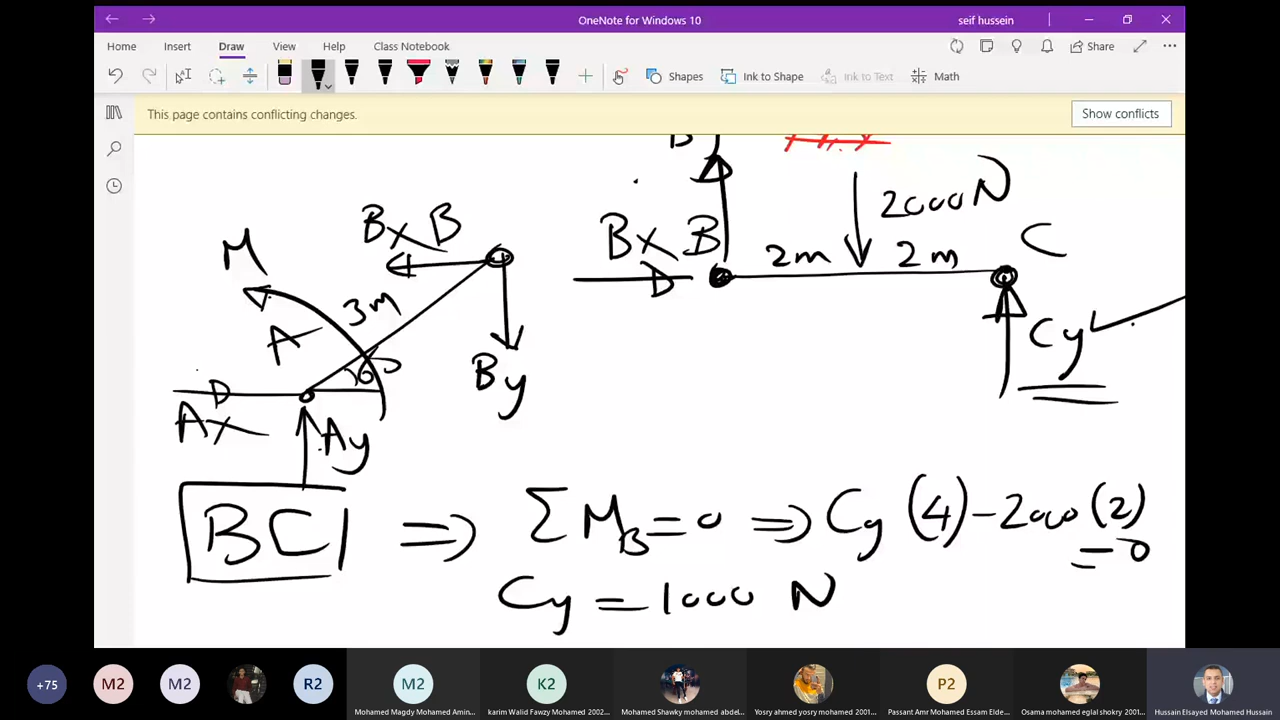 OneNote for Windows 10
seif hussein
Home Insert Draw View Help Class Notebook
Share
Shapes Ink to Shape Ink to Text Math
This page contains conflicting changes.
Show conflicts
2000 N
Bx B
Bx B
C
M
2m 2m
3m
Cy
A
60
By
Ax
Ay
BC ⇒ ΣM_B = 0 ⇒ Cy (4) - 2000 (2)
= 0
Cy = 1000 N
+75 M2 M2 R2 M2 K2 P2
Mohamed Magdy Mohamed Amin... karim Walid Fawzy Mohamed 2002... Mohamed Shawky mohamed abdel... Yosry ahmed yosry mohamed 2001... Passant Amr Mohamed Essam Elde... Osama mohamed eglal shokry 2001... Hussain Elsayed Mohamed Hussain